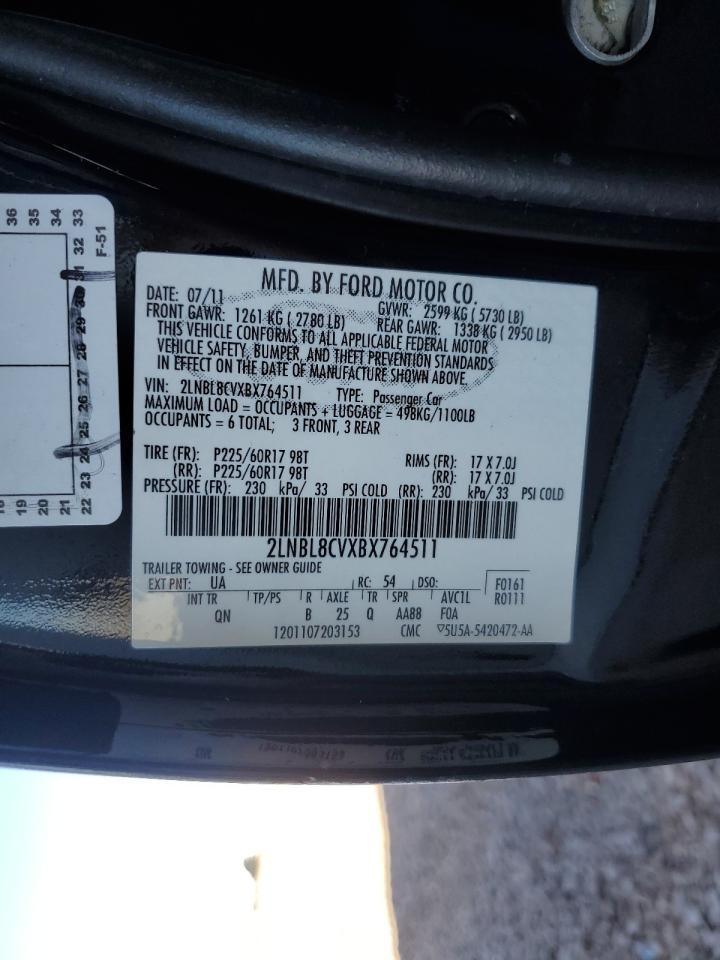 MFD. BY FORD MOTOR CO.
DATE: 07/11 GVWR: 2599 KG ( 5730 LB)
FRONT GAWR: 1261 KG ( 2780 LB) REAR GAWR: 1338 KG ( 2950 LB)
THIS VEHICLE CONFORMS TO ALL APPLICABLE FEDERAL MOTOR
VEHICLE SAFETY, BUMPER, AND THEFT PREVENTION STANDARDS
IN EFFECT ON THE DATE OF MANUFACTURE SHOWN ABOVE.
VIN: 2LNBL8CVXBX764511 TYPE: Passenger Car
MAXIMUM LOAD = OCCUPANTS + LUGGAGE = 498KG/1100LB
OCCUPANTS = 6 TOTAL; 3 FRONT, 3 REAR
TIRE (FR): P225/60R17 98T RIMS (FR): 17 X 7.0J
(RR): P225/60R17 98T (RR): 17 X 7.0J
PRESSURE (FR): 230 kPa/ 33 PSI COLD (RR): 230 kPa/ 33 PSI COLD
2LNBL8CVXBX764511
TRAILER TOWING - SEE OWNER GUIDE
EXT PNT: UA RC: 54 DSO: F0161
INT TR TP/PS R AXLE TR SPR AVC1L R0111
QN B 25 Q AA88 FOA
1201107203153 CMC ▽5U5A-5420472-AA
36 35 34 33
32 31 30 29 28 27 26 25 24 23 22
21 20 19
F-51